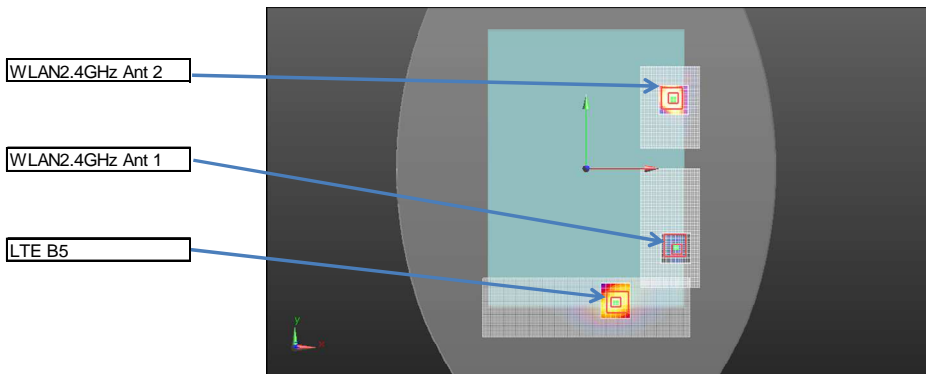 WLAN2.4GHz Ant 2
WLAN2.4GHz Ant 1
LTE B5
y
x